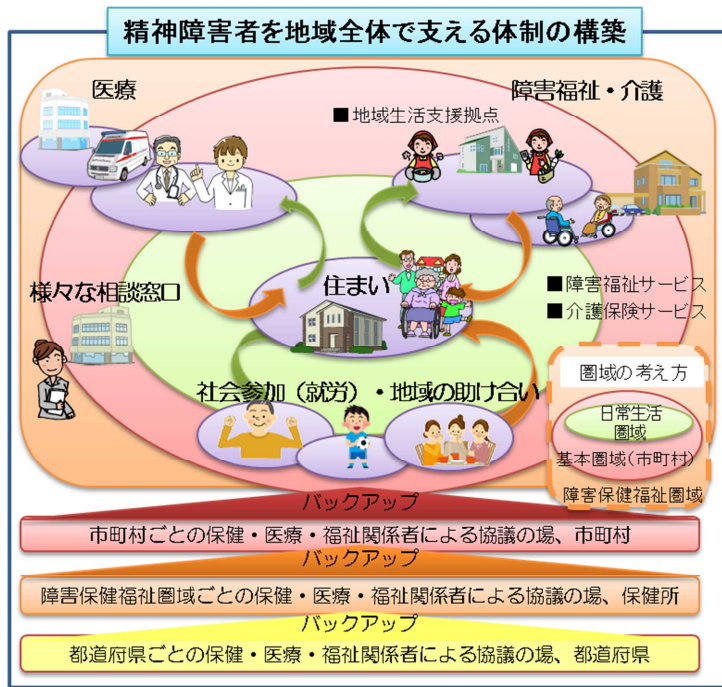 精神障害者を地域全体で支える体制の構築
医療
障害福祉・介護
■ 地域生活支援拠点
住まい
様々な相談窓口
■ 障害福祉サービス
■ 介護保険サービス
社会参加（就労）・地域の助け合い
圏域の考え方
日常生活
圏域
基本圏域（市町村）
障害保健福祉圏域
バックアップ
市町村ごとの保健・医療・福祉関係者による協議の場、市町村
バックアップ
障害保健福祉圏域ごとの保健・医療・福祉関係者による協議の場、保健所
バックアップ
都道府県ごとの保健・医療・福祉関係者による協議の場、都道府県